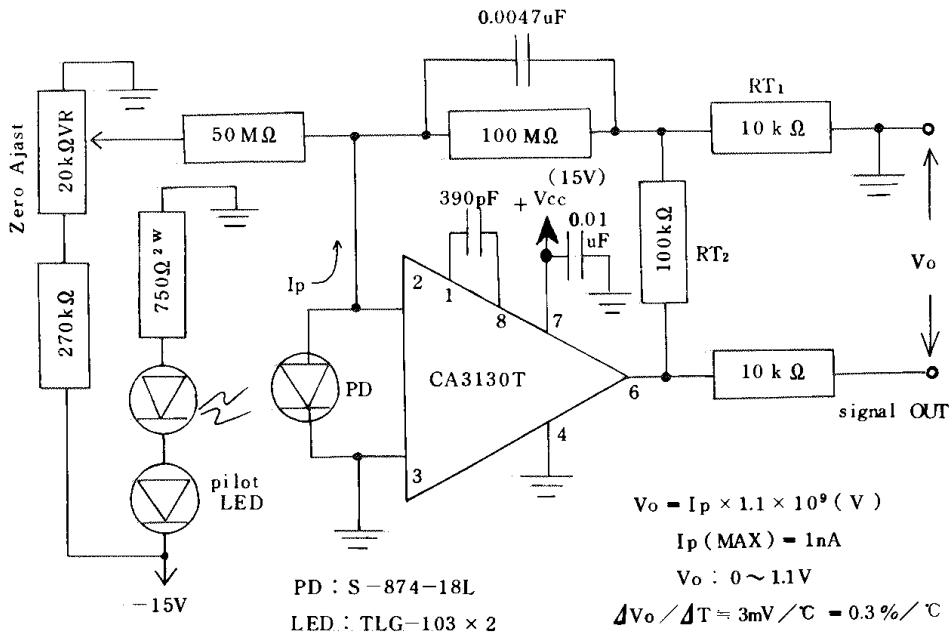 0.0047uF
RT₁
50MΩ
100MΩ
10kΩ
Zero Ajast
20kΩVR
(15V)
+Vcc
390pF
0.01
uF
750Ω 2w
100kΩ
RT₂
Vo
Ip
2
1
8
7
270kΩ
PD
CA3130T
6
10kΩ
signal OUT
4
3
pilot
LED
Vo = Ip × 1.1 × 10⁹ (V)
Ip (MAX) = 1nA
Vo : 0 ~ 1.1V
ΔVo / ΔT ≒ 3mV/℃ = 0.3%/℃
-15V
PD : S-874-18L
LED : TLG-103 × 2